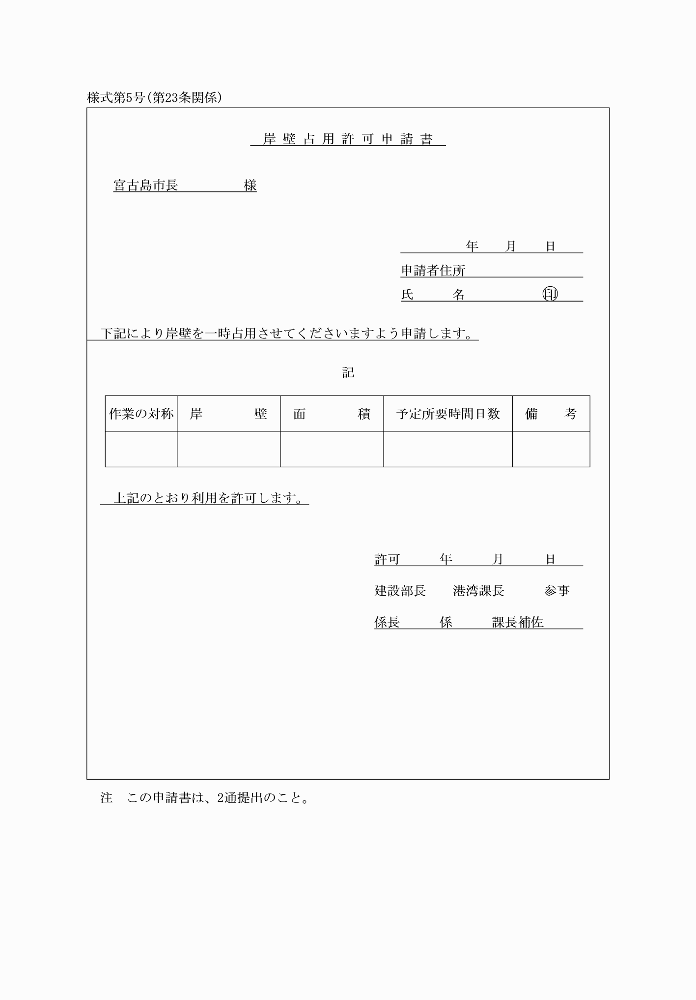 様式第5号(第23条関係)
岸壁占用許可申請書
宮古島市長　　　　　様
年　　月　　日
申請者住所
氏　　　名　　　　　　㊞
下記により岸壁を一時占用させてくださいますよう申請します。
記
作業の対称　岸　　　　壁　面　　　　積　予定所要時間日数　備　　考
上記のとおり利用を許可します。
許可　　　年　　　月　　　日
建設部長　　港湾課長　　　参事
係長　　　係　　　課長補佐
注　この申請書は、2通提出のこと。